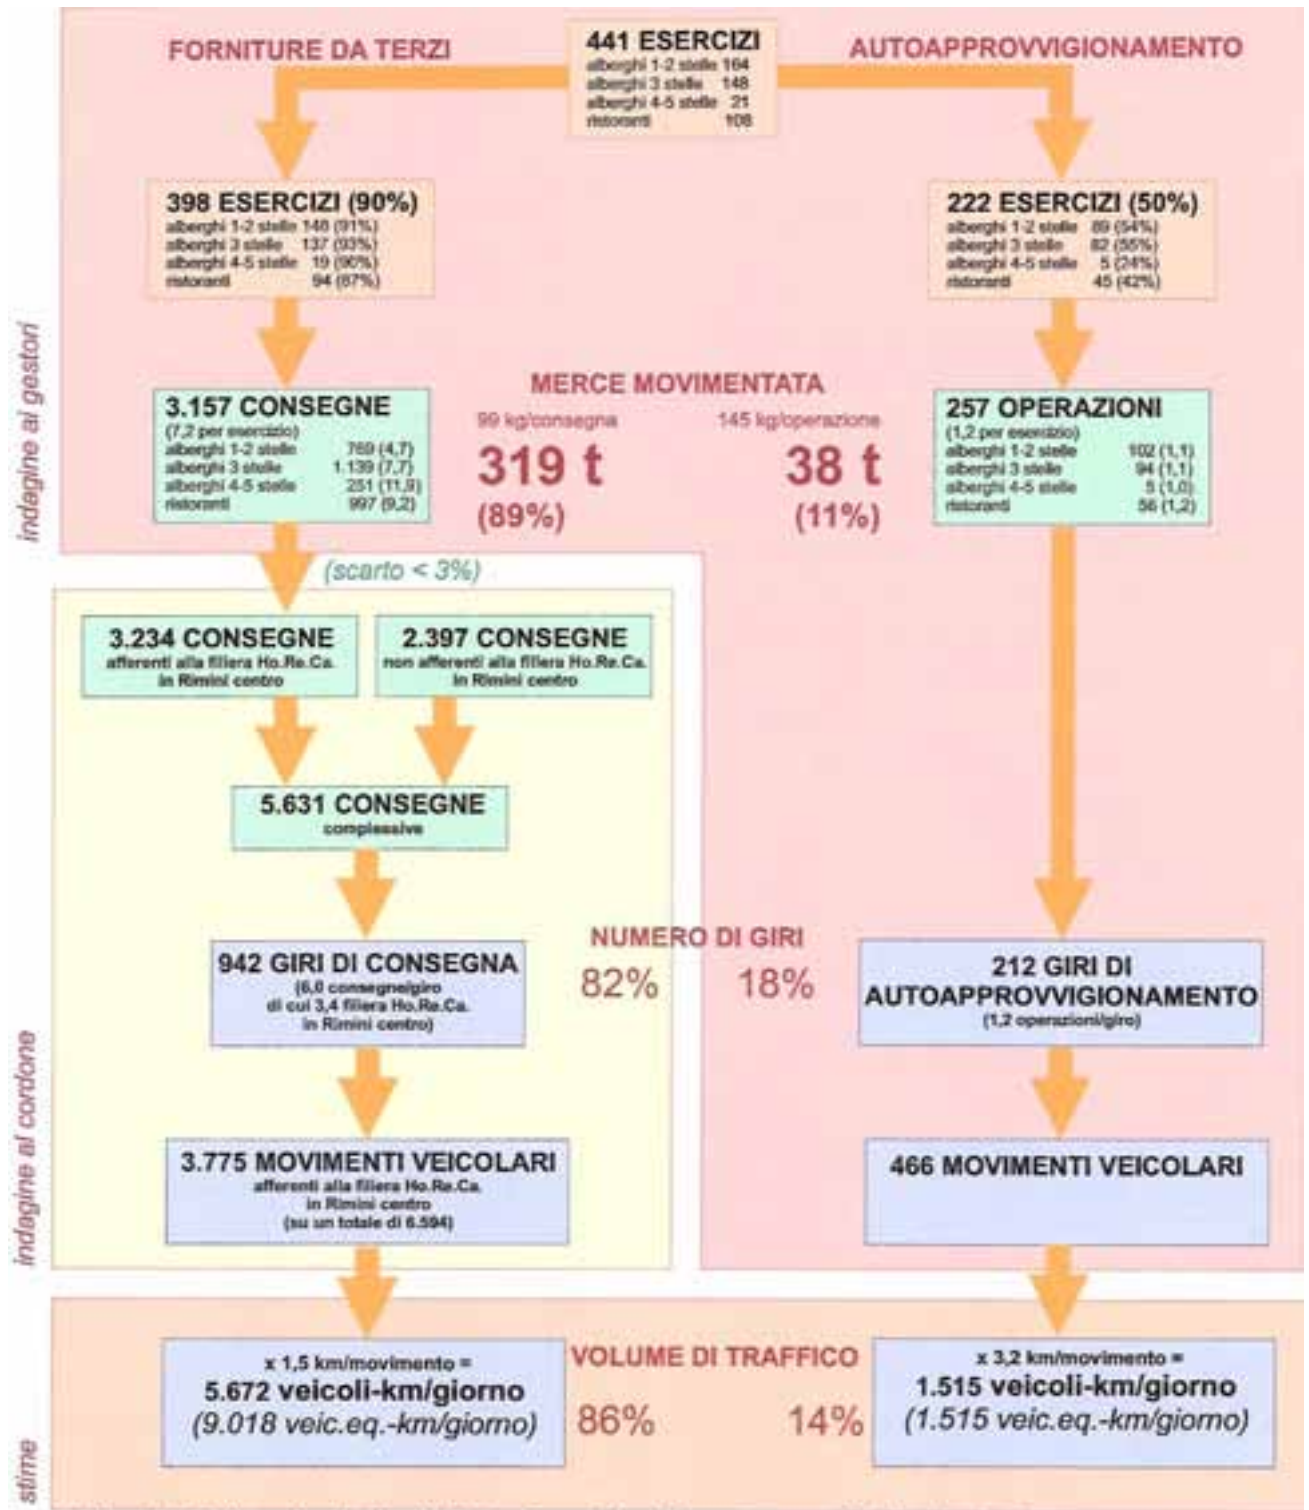 441 ESERCIZI
alberghi 1-2 stelle 164
alberghi 3 stelle 148
alberghi 4-5 stelle 21
ristoranti 108
FORNITURE DA TERZI
AUTOAPPROVVIGIONAMENTO
398 ESERCIZI (90%)
alberghi 1-2 stelle 148 (91%)
alberghi 3 stelle 137 (93%)
alberghi 4-5 stelle 19 (90%)
ristoranti 94 (87%)
222 ESERCIZI (50%)
alberghi 1-2 stelle 89 (54%)
alberghi 3 stelle 82 (55%)
alberghi 4-5 stelle 5 (24%)
ristoranti 45 (42%)
indagine ai gestori
3.157 CONSEGNE
(7,2 per esercizio)
alberghi 1-2 stelle 769 (4,7)
alberghi 3 stelle 1.139 (7,7)
alberghi 4-5 stelle 251 (11,9)
ristoranti 997 (9,2)
MERCE MOVIMENTATA
99 kg/consegna
319 t
(89%)
145 kg/operazione
38 t
(11%)
257 OPERAZIONI
(1,2 per esercizio)
alberghi 1-2 stelle 102 (1,1)
alberghi 3 stelle 94 (1,1)
alberghi 4-5 stelle 5 (1,0)
ristoranti 56 (1,2)
(scarto < 3%)
3.234 CONSEGNE
afferenti alla filiera Ho.Re.Ca.
in Rimini centro
2.397 CONSEGNE
non afferenti alla filiera Ho.Re.Ca.
in Rimini centro
5.631 CONSEGNE
complessive
indagine al cordone
942 GIRI DI CONSEGNA
(6,0 consegne/giro
di cui 3,4 filiera Ho.Re.Ca.
in Rimini centro)
NUMERO DI GIRI
82% 18%
212 GIRI DI
AUTOAPPROVVIGIONAMENTO
(1,2 operazioni/giro)
3.775 MOVIMENTI VEICOLARI
afferenti alla filiera Ho.Re.Ca.
in Rimini centro
(su un totale di 6.594)
466 MOVIMENTI VEICOLARI
stime
x 1,5 km/movimento =
5.672 veicoli-km/giorno
(9.018 veic.eq.-km/giorno)
VOLUME DI TRAFFICO
86% 14%
x 3,2 km/movimento =
1.515 veicoli-km/giorno
(1.515 veic.eq.-km/giorno)